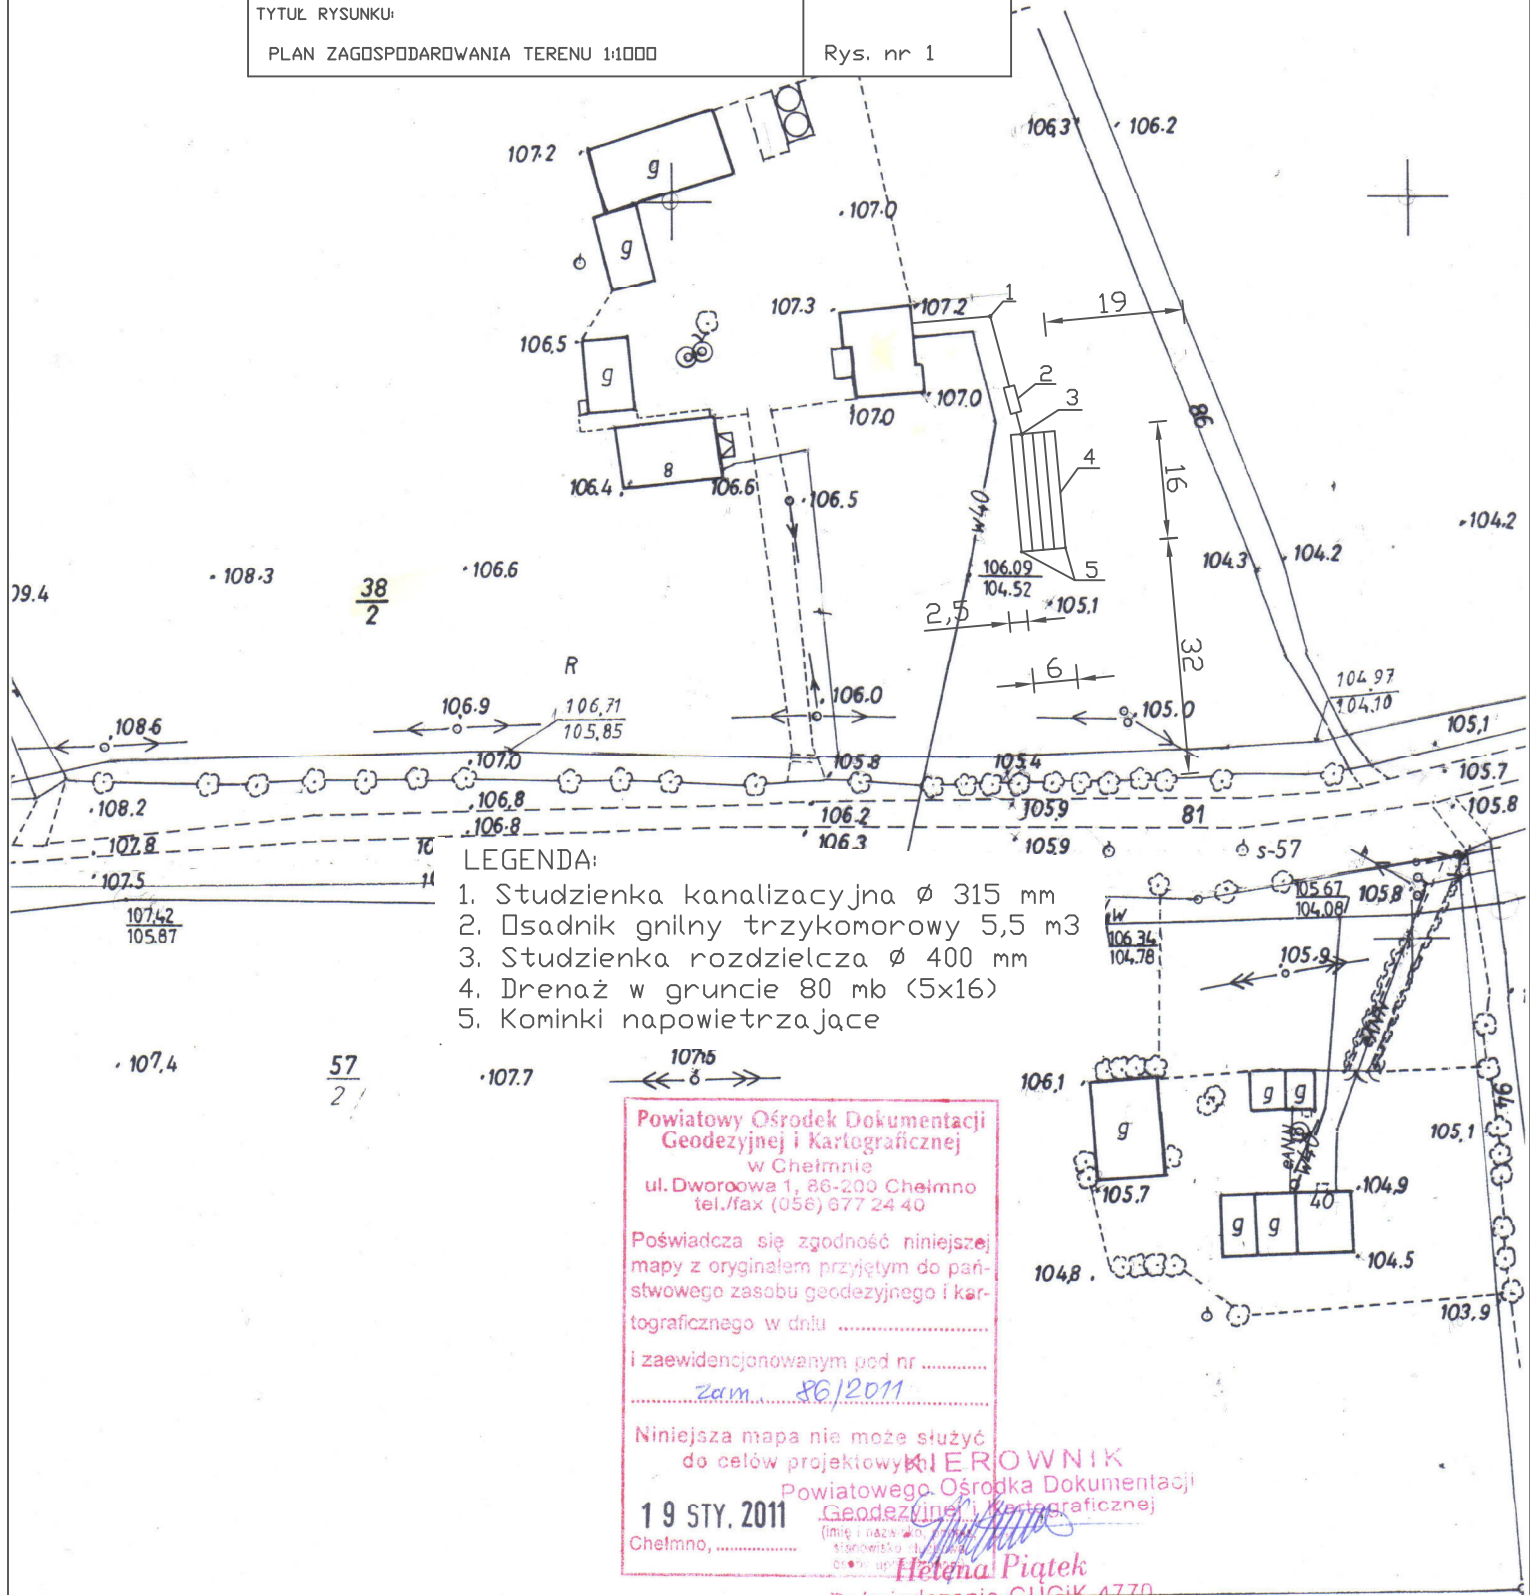 TYTUŁ RYSUNKU:
PLAN ZAGOSPODAROWANIA TERENU 1:1000
Rys. nr 1
106,3
106.2
107.2
g
107.0
g
107.3
107.2
1
19
106,5
g
2
3
107.0
107.0
86
8
106.4
106.6
106.5
4
16
W40
104.2
108.3
106.6
104.3
104.2
38
2
09.4
106.09
104.52
5
105.1
2,5
32
R
6
104.97
104.10
108.6
106.9
106,71
105,85
106.0
105.0
105,1
107.0
105.8
105.4
105.7
108.2
106.8
106.2
105.9
81
105.8
106.8
106.3
105.9
s-57
107.8
107.5
107.42
105.87
LEGENDA:
1. Studzienka kanalizacyjna Ø 315 mm
2. Osadnik gnilny trzykomorowy 5,5 m3
3. Studzienka rozdzielcza Ø 400 mm
4. Drenaż w gruncie 80 mb (5x16)
5. Kominki napowietrzające
105.67
104.08
105.8
W
106.34
104.78
105.9
107,4
57
2
107.7
107.6
106,1
g
g
g
94
105,1
W40
105.7
40
104.9
g
g
104.5
104,8
103.9
Powiatowy Ośrodek Dokumentacji
Geodezyjnej i Kartograficznej
w Chełmnie
ul. Dworcowa 1, 86-200 Chełmno
tel./fax (056) 677 24 40
Poświadcza się zgodność niniejszej
mapy z oryginałem przyjętym do pań-
stwowego zasobu geodezyjnego i kar-
tograficznego w dniu
i zaewidencjonowanym pod nr
zam. 86/2011
Niniejsza mapa nie może służyć
do celów projektowych
KIEROWNIK
Powiatowego Ośrodka Dokumentacji
Geodezyjnej i Kartograficznej
19 STY. 2011
Chełmno,
Helena Piątek
GUGiK 4770